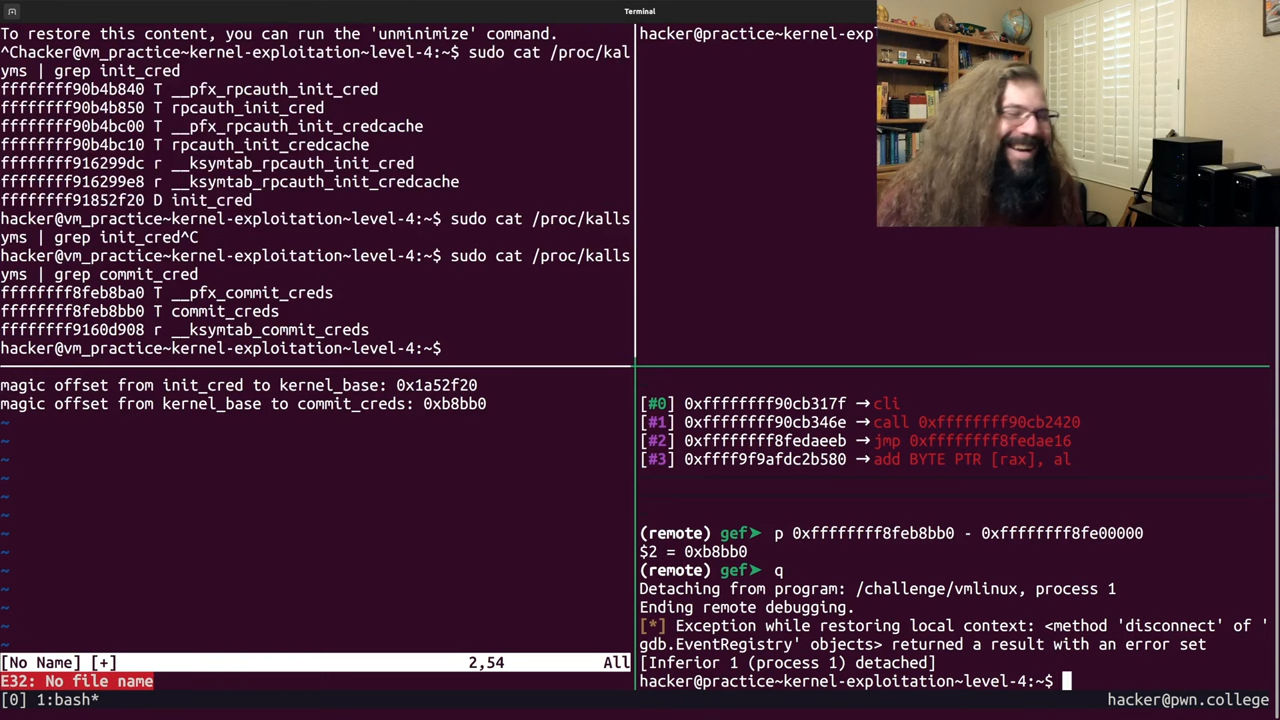 Terminal
To restore this content, you can run the 'unminimize' command.
^Chacker@vm_practice~kernel-exploitation~level-4:~$ sudo cat /proc/kal
yms | grep init_cred
ffffffff90b4b840 T __pfx_rpcauth_init_cred
ffffffff90b4b850 T rpcauth_init_cred
ffffffff90b4bc00 T __pfx_rpcauth_init_credcache
ffffffff90b4bc10 T rpcauth_init_credcache
ffffffff916299dc r __ksymtab_rpcauth_init_cred
ffffffff916299e8 r __ksymtab_rpcauth_init_credcache
ffffffff91852f20 D init_cred
hacker@vm_practice~kernel-exploitation~level-4:~$ sudo cat /proc/kalls
yms | grep init_cred^C
hacker@vm_practice~kernel-exploitation~level-4:~$ sudo cat /proc/kalls
yms | grep commit_cred
ffffffff8feb8ba0 T __pfx_commit_creds
ffffffff8feb8bb0 T commit_creds
ffffffff9160d908 r __ksymtab_commit_creds
hacker@vm_practice~kernel-exploitation~level-4:~$
hacker@practice~kernel-exp
magic offset from init_cred to kernel_base: 0x1a52f20
magic offset from kernel_base to commit_creds: 0xb8bb0
~
~
~
~
~
~
~
~
~
~
~
~
~
[No Name] [+] 2,54 All
E32: No file name
[#0] 0xffffffff90cb317f → cli
[#1] 0xffffffff90cb346e → call 0xffffffff90cb2420
[#2] 0xffffffff8fedaeeb → jmp 0xffffffff8fedae16
[#3] 0xffff9f9afdc2b580 → add BYTE PTR [rax], al
(remote) gef➤ p 0xffffffff8feb8bb0 - 0xffffffff8fe00000
$2 = 0xb8bb0
(remote) gef➤ q
Detaching from program: /challenge/vmlinux, process 1
Ending remote debugging.
[*] Exception while restoring local context: <method 'disconnect' of '
gdb.EventRegistry' objects> returned a result with an error set
[Inferior 1 (process 1) detached]
hacker@practice~kernel-exploitation~level-4:~$
[0] 1:bash* hacker@pwn.college